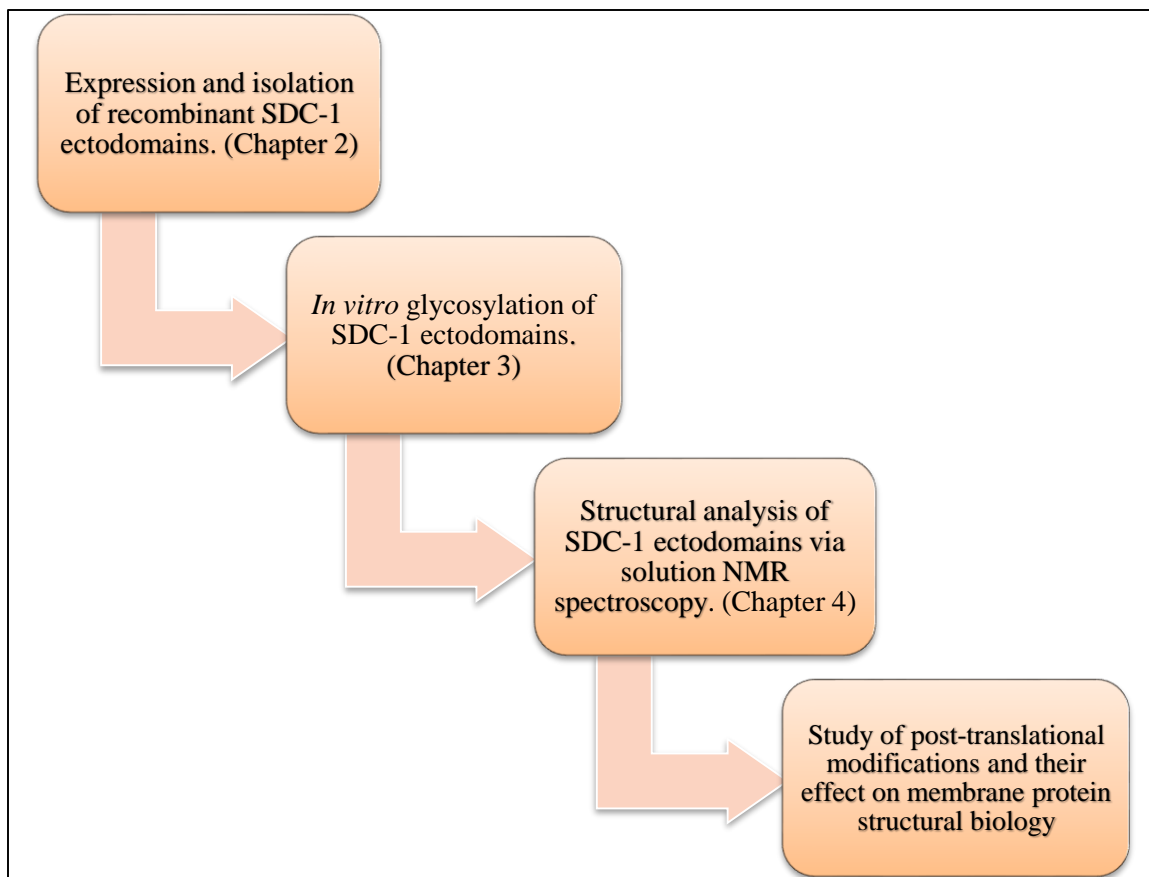 Expression and isolation
of recombinant SDC-1
ectodomains. (Chapter 2)
In vitro glycosylation of
SDC-1 ectodomains.
(Chapter 3)
Structural analysis of
SDC-1 ectodomains via
solution NMR
spectroscopy. (Chapter 4)
Study of post-translational
modifications and their
effect on membrane protein
structural biology